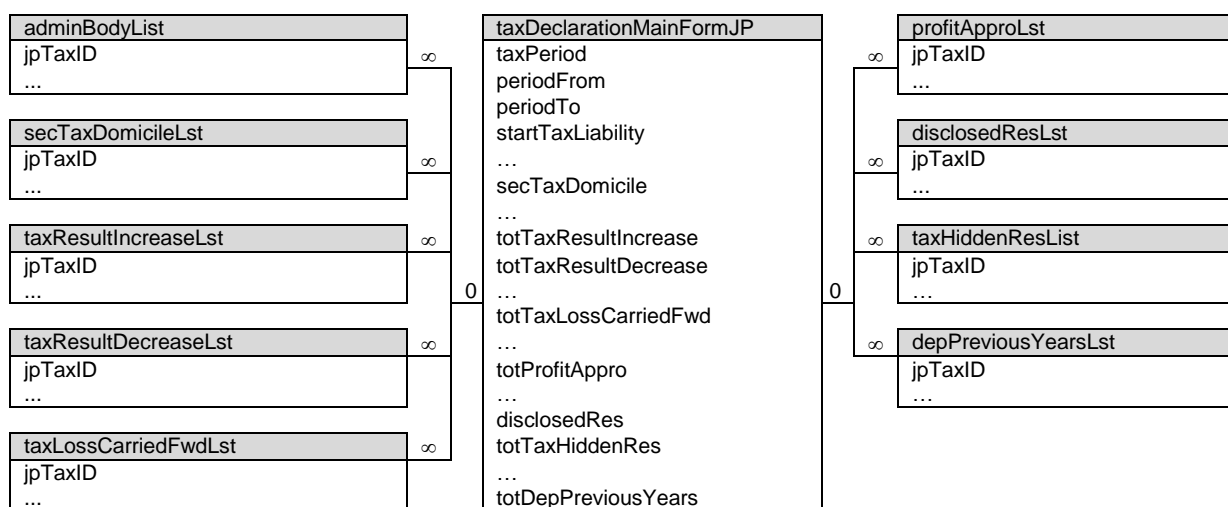 adminBodyList
jpTaxID
...
∞
secTaxDomicileLst
jpTaxID
...
∞
taxResultIncreaseLst
jpTaxID
...
∞
taxResultDecreaseLst
jpTaxID
...
∞
taxLossCarriedFwdLst
jpTaxID
...
∞
0
taxDeclarationMainFormJP
taxPeriod
periodFrom
periodTo
startTaxLiability
…
secTaxDomicile
…
totTaxResultIncrease
totTaxResultDecrease
…
totTaxLossCarriedFwd
…
totProfitAppro
…
disclosedRes
totTaxHiddenRes
…
totDepPreviousYears
0
∞
profitApproLst
jpTaxID
...
∞
disclosedResLst
jpTaxID
...
∞
taxHiddenResList
jpTaxID
…
∞
depPreviousYearsLst
jpTaxID
…